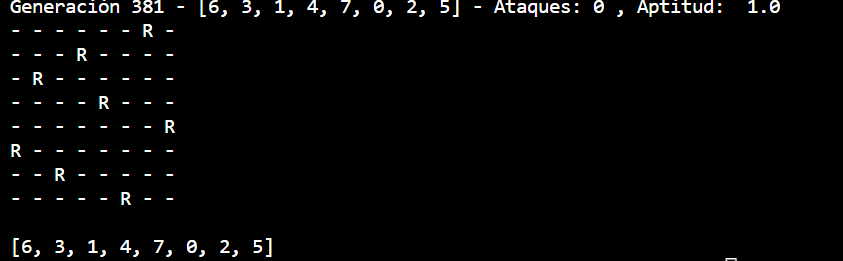 Generación 381 - [6, 3, 1, 4, 7, 0, 2, 5] - Ataques: 0 , Aptitud:  1.0
- - - - - - R -
- - - R - - - -
- R - - - - - -
- - - - R - - -
- - - - - - - R
R - - - - - - -
- - R - - - - -
- - - - - R - -
[6, 3, 1, 4, 7, 0, 2, 5]